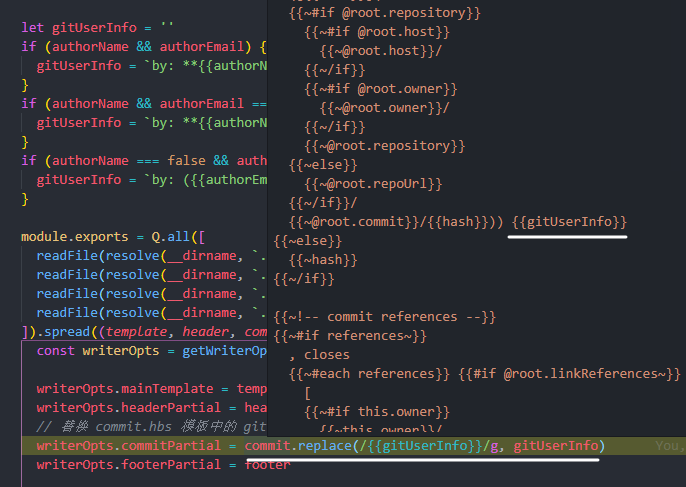 let gitUserInfo = ''
if (authorName && authorEmail) {
  gitUserInfo = `by: **{{authorN
}
if (authorName && authorEmail ==
  gitUserInfo = `by: **{{authorN
}
if (authorName === false && auth
  gitUserInfo = `by: ({{authorEm
}
module.exports = Q.all([
  readFile(resolve(__dirname, `.
  readFile(resolve(__dirname, `.
  readFile(resolve(__dirname, `.
  readFile(resolve(__dirname, `.
]).spread((template, header, com
  const writerOpts = getWriterOp
  writerOpts.mainTemplate = temp
  writerOpts.headerPartial = hea
  // 替换 commit.hbs 模板中的 git
  writerOpts.commitPartial = commit.replace(/{{gitUserInfo}}/g, gitUserInfo) You,
  writerOpts.footerPartial = footer
{{~#if @root.repository}}
  {{~#if @root.host}}
    {{~@root.host}}/
  {{~/if}}
  {{~#if @root.owner}}
    {{~@root.owner}}/
  {{~/if}}
  {{~@root.repository}}
{{~else}}
  {{~@root.repoUrl}}
{{~/if}}/
{{~@root.commit}}/{{hash}})) {{gitUserInfo}}
{{~else}}
  {{~hash}}
{{~/if}}
{{~!-- commit references --}}
{{~#if references~}}
  , closes
  {{~#each references}} {{#if @root.linkReferences~}}
    [
    {{~#if this.owner}}
      {{~this.owner}}/